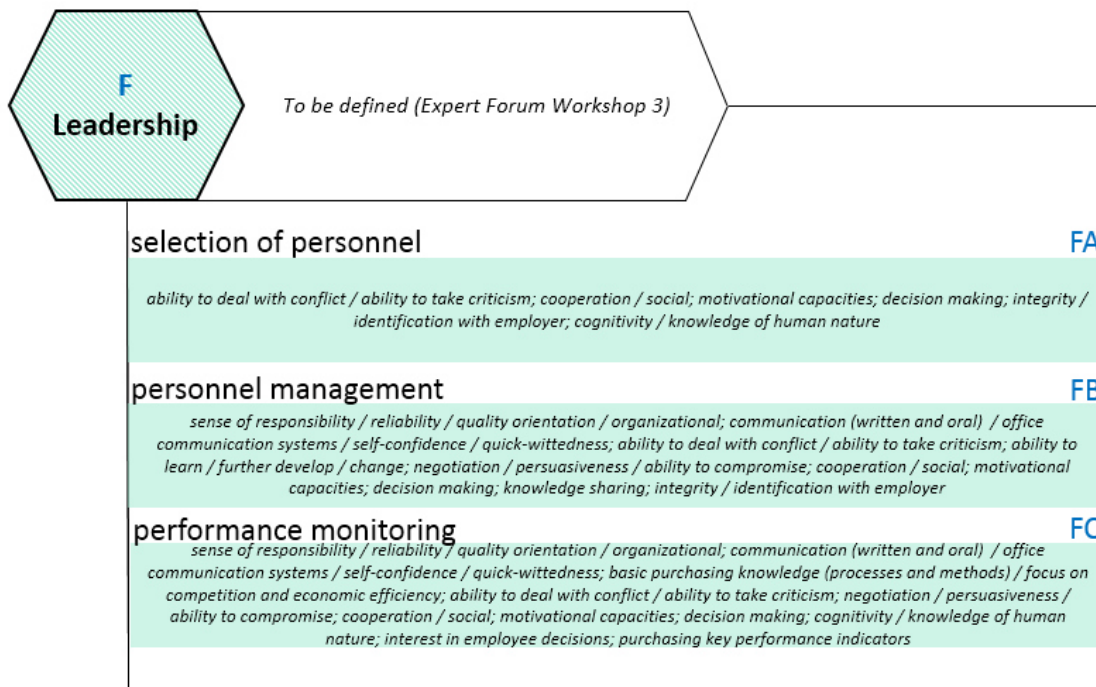 F
Leadership
To be defined (Expert Forum Workshop 3)
selection of personnel FA
ability to deal with conflict / ability to take criticism; cooperation / social; motivational capacities; decision making; integrity /
identification with employer; cognitivity / knowledge of human nature
personnel management FB
sense of responsibility / reliability / quality orientation / organizational; communication (written and oral) / office
communication systems / self-confidence / quick-wittedness; ability to deal with conflict / ability to take criticism; ability to
learn / further develop / change; negotiation / persuasiveness / ability to compromise; cooperation / social; motivational
capacities; decision making; knowledge sharing; integrity / identification with employer
performance monitoring FC
sense of responsibility / reliability / quality orientation / organizational; communication (written and oral) / office
communication systems / self-confidence / quick-wittedness; basic purchasing knowledge (processes and methods) / focus on
competition and economic efficiency; ability to deal with conflict / ability to take criticism; negotiation / persuasiveness /
ability to compromise; cooperation / social; motivational capacities; decision making; cognitivity / knowledge of human
nature; interest in employee decisions; purchasing key performance indicators